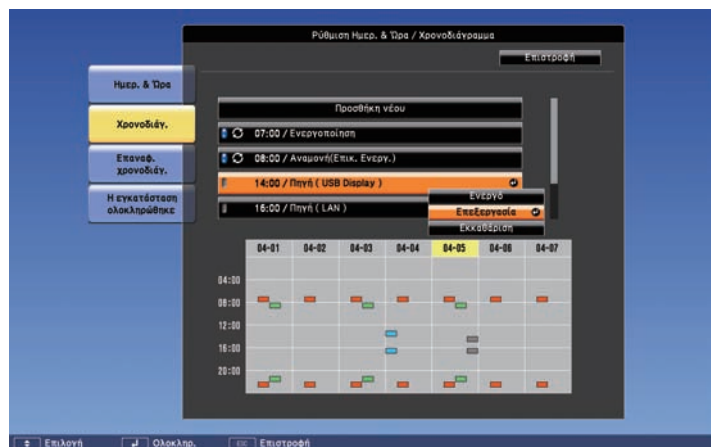 Ρύθμιση Ημερ. & Ώρα / Χρονοδιάγραμμα
Επιστροφή
Ημερ. & Ώρα
Χρονοδιάγ.
Επαναφ.
χρονοδιάγ.
Η εγκατάσταση
ολοκληρώθηκε
Προσθήκη νέου
07:00 / Ενεργοποίηση
08:00 / Αναμονή(Επικ. Ενεργ.)
14:00 / Πηγή ( USB Display )
16:00 / Πηγή ( LAN )
Ενεργό
Επεξεργασία
Εκκαθάριση
04-01 04-02 04-03 04-04 04-05 04-06 04-07
04:00
08:00
12:00
16:00
20:00
Επιλογή Ολοκληρ. ESC Επιστροφή